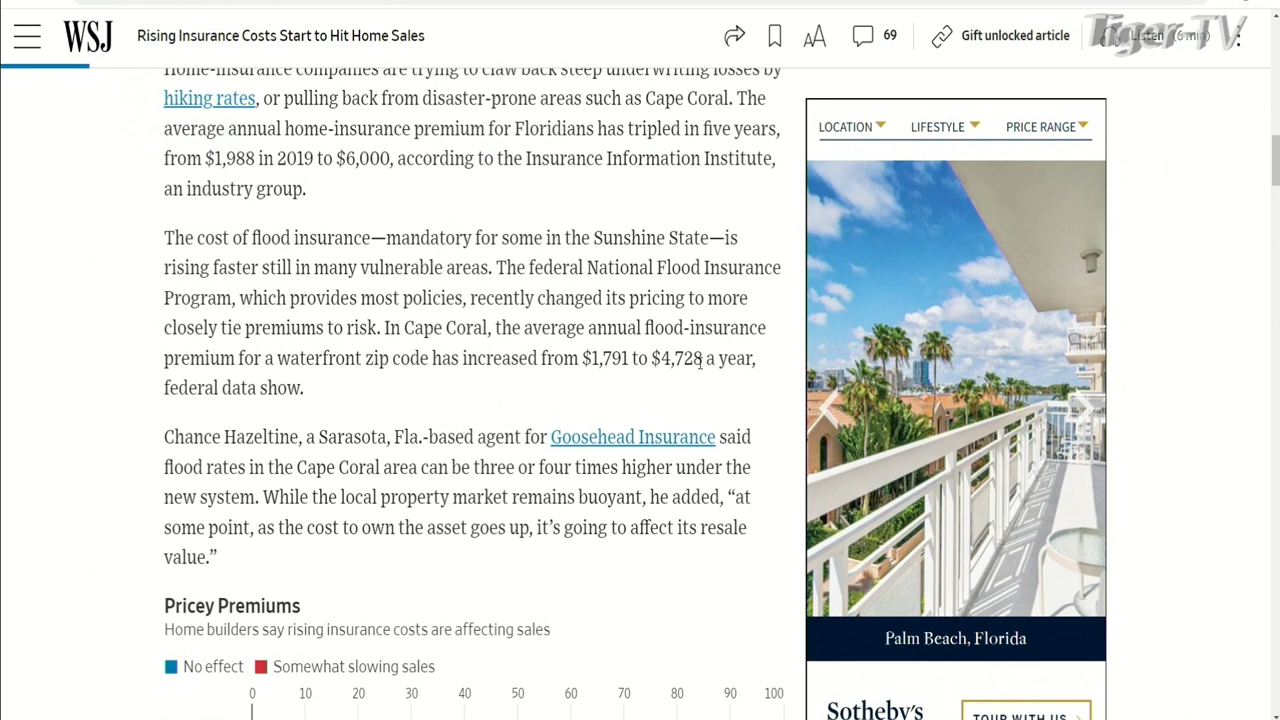 WSJ
Rising Insurance Costs Start to Hit Home Sales
69
Gift unlocked article
Listen (6 min)
Tiger-TV
Home-insurance companies are trying to claw back steep underwriting losses by
hiking rates, or pulling back from disaster-prone areas such as Cape Coral. The
average annual home-insurance premium for Floridians has tripled in five years,
from $1,988 in 2019 to $6,000, according to the Insurance Information Institute,
an industry group.
The cost of flood insurance—mandatory for some in the Sunshine State—is
rising faster still in many vulnerable areas. The federal National Flood Insurance
Program, which provides most policies, recently changed its pricing to more
closely tie premiums to risk. In Cape Coral, the average annual flood-insurance
premium for a waterfront zip code has increased from $1,791 to $4,728 a year,
federal data show.
Chance Hazeltine, a Sarasota, Fla.-based agent for Goosehead Insurance said
flood rates in the Cape Coral area can be three or four times higher under the
new system. While the local property market remains buoyant, he added, “at
some point, as the cost to own the asset goes up, it’s going to affect its resale
value.”
Pricey Premiums
Home builders say rising insurance costs are affecting sales
No effect Somewhat slowing sales
0 10 20 30 40 50 60 70 80 90 100
LOCATION LIFESTYLE PRICE RANGE
Palm Beach, Florida
Sotheby's
TOUR WITH US